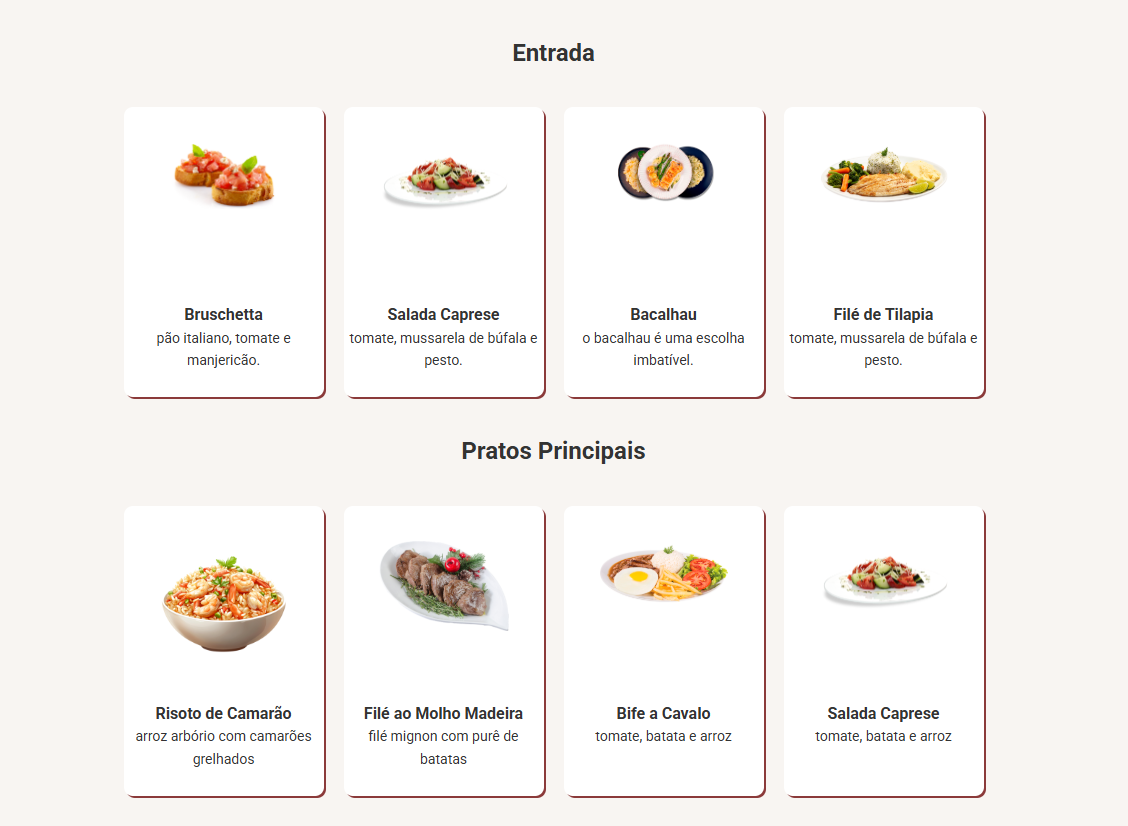 Entrada
Bruschetta
pão italiano, tomate e
manjericão.
Salada Caprese
tomate, mussarela de búfala e
pesto.
Bacalhau
o bacalhau é uma escolha
imbatível.
Filé de Tilapia
tomate, mussarela de búfala e
pesto.
Pratos Principais
Risoto de Camarão
arroz arbório com camarões
grelhados
Filé ao Molho Madeira
filé mignon com purê de
batatas
Bife a Cavalo
tomate, batata e arroz
Salada Caprese
tomate, batata e arroz